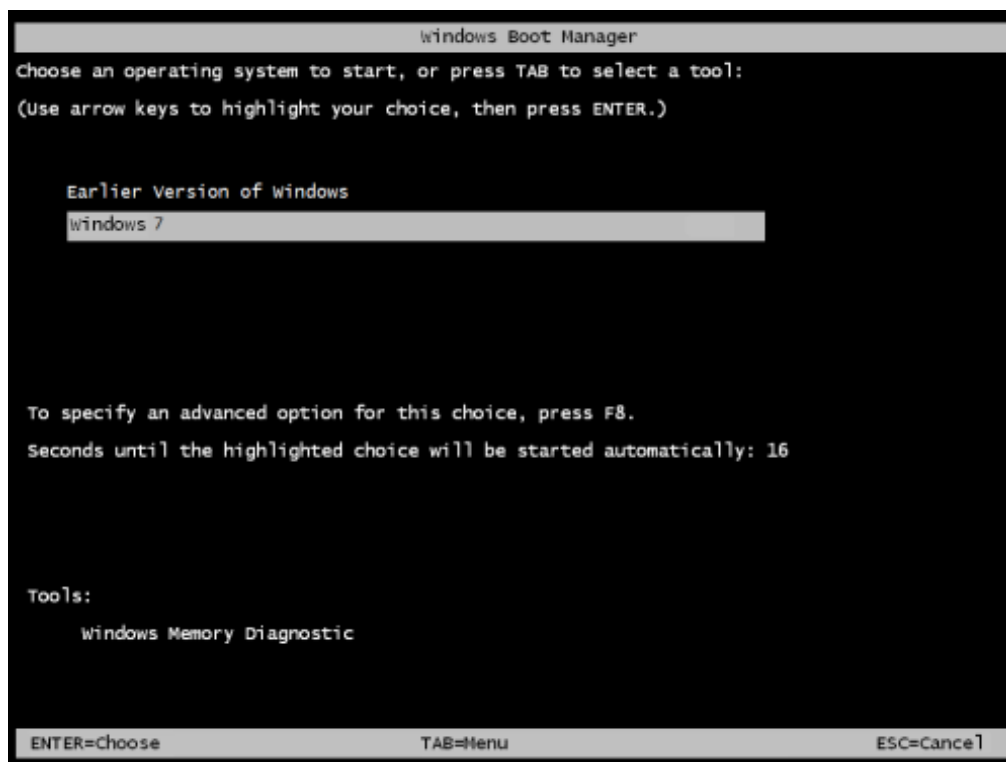 Windows Boot Manager
Choose an operating system to start, or press TAB to select a tool:
(Use arrow keys to highlight your choice, then press ENTER.)
Earlier Version of Windows
Windows 7
To specify an advanced option for this choice, press F8.
Seconds until the highlighted choice will be started automatically: 16
Tools:
Windows Memory Diagnostic
ENTER=Choose TAB=Menu ESC=Cancel